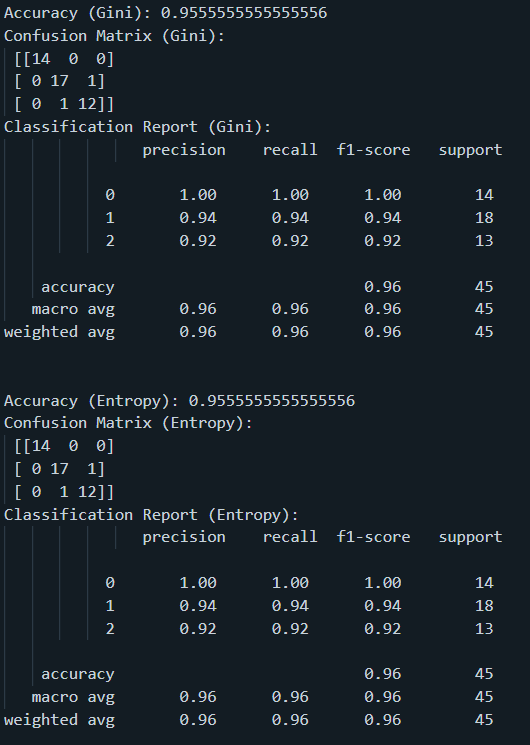 Accuracy (Gini): 0.9555555555555556
Confusion Matrix (Gini):
[[14  0  0]
[ 0 17  1]
[ 0  1 12]]
Classification Report (Gini):
precision    recall  f1-score   support
0       1.00      1.00      1.00        14
1       0.94      0.94      0.94        18
2       0.92      0.92      0.92        13
accuracy                           0.96        45
macro avg       0.96      0.96      0.96        45
weighted avg       0.96      0.96      0.96        45
Accuracy (Entropy): 0.9555555555555556
Confusion Matrix (Entropy):
[[14  0  0]
[ 0 17  1]
[ 0  1 12]]
Classification Report (Entropy):
precision    recall  f1-score   support
0       1.00      1.00      1.00        14
1       0.94      0.94      0.94        18
2       0.92      0.92      0.92        13
accuracy                           0.96        45
macro avg       0.96      0.96      0.96        45
weighted avg       0.96      0.96      0.96        45